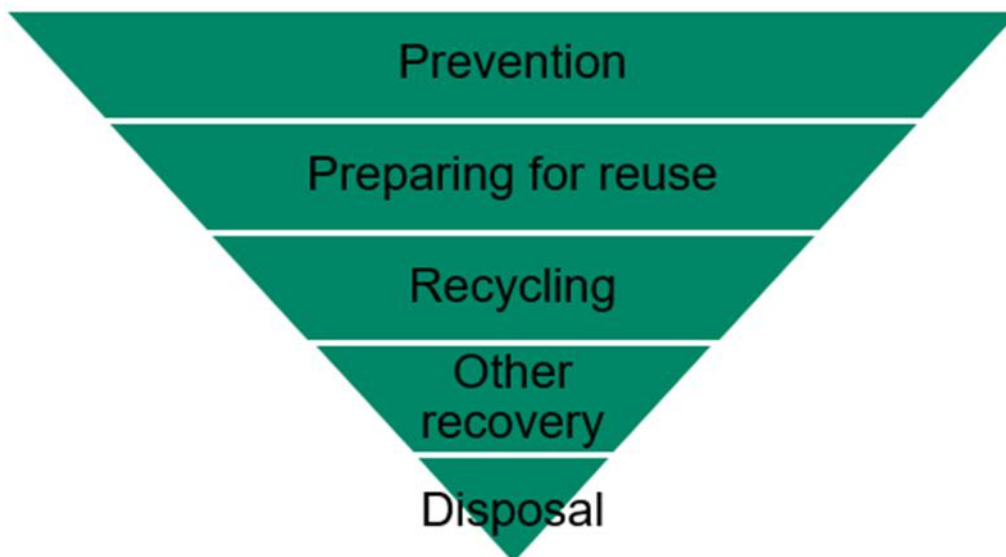 Prevention
Preparing for reuse
Recycling
Other
recovery
Disposal